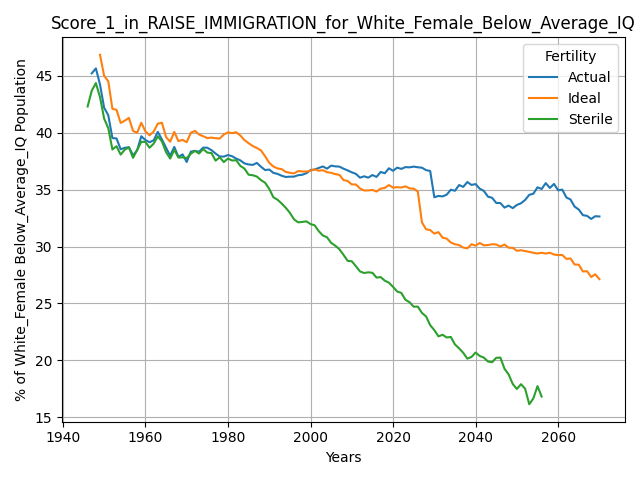 Score_1_in_RAISE_IMMIGRATION_for_White_Female_Below_Average_IQ
% of White_Female Below_Average_IQ Population
45
40
35
30
25
20
15
Fertility
Actual
Ideal
Sterile
1940 1960 1980 2000 2020 2040 2060
Years